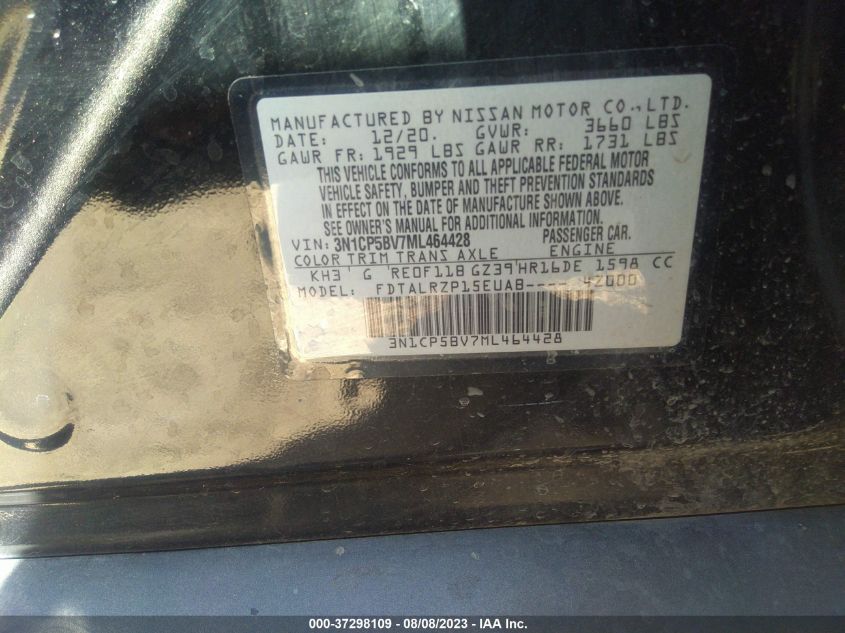 MANUFACTURED BY NISSAN MOTOR CO.,LTD.
DATE: 12/20. GVWR: 3660 LBS
GAWR FR: 1929 LBS GAWR RR: 1731 LBS
THIS VEHICLE CONFORMS TO ALL APPLICABLE FEDERAL MOTOR
VEHICLE SAFETY, BUMPER AND THEFT PREVENTION STANDARDS
IN EFFECT ON THE DATE OF MANUFACTURE SHOWN ABOVE.
SEE OWNER'S MANUAL FOR ADDITIONAL INFORMATION.
VIN: 3N1CP5BV7ML464428 PASSENGER CAR.
COLOR TRIM TRANS AXLE ENGINE
KH3 G RE0F11B GZ39 HR16DE 1598 CC
MODEL: FDTALRZP15EUAB---- 4Z000
3N1CP5BV7ML464428
000-37298109 - 08/08/2023 - IAA Inc.